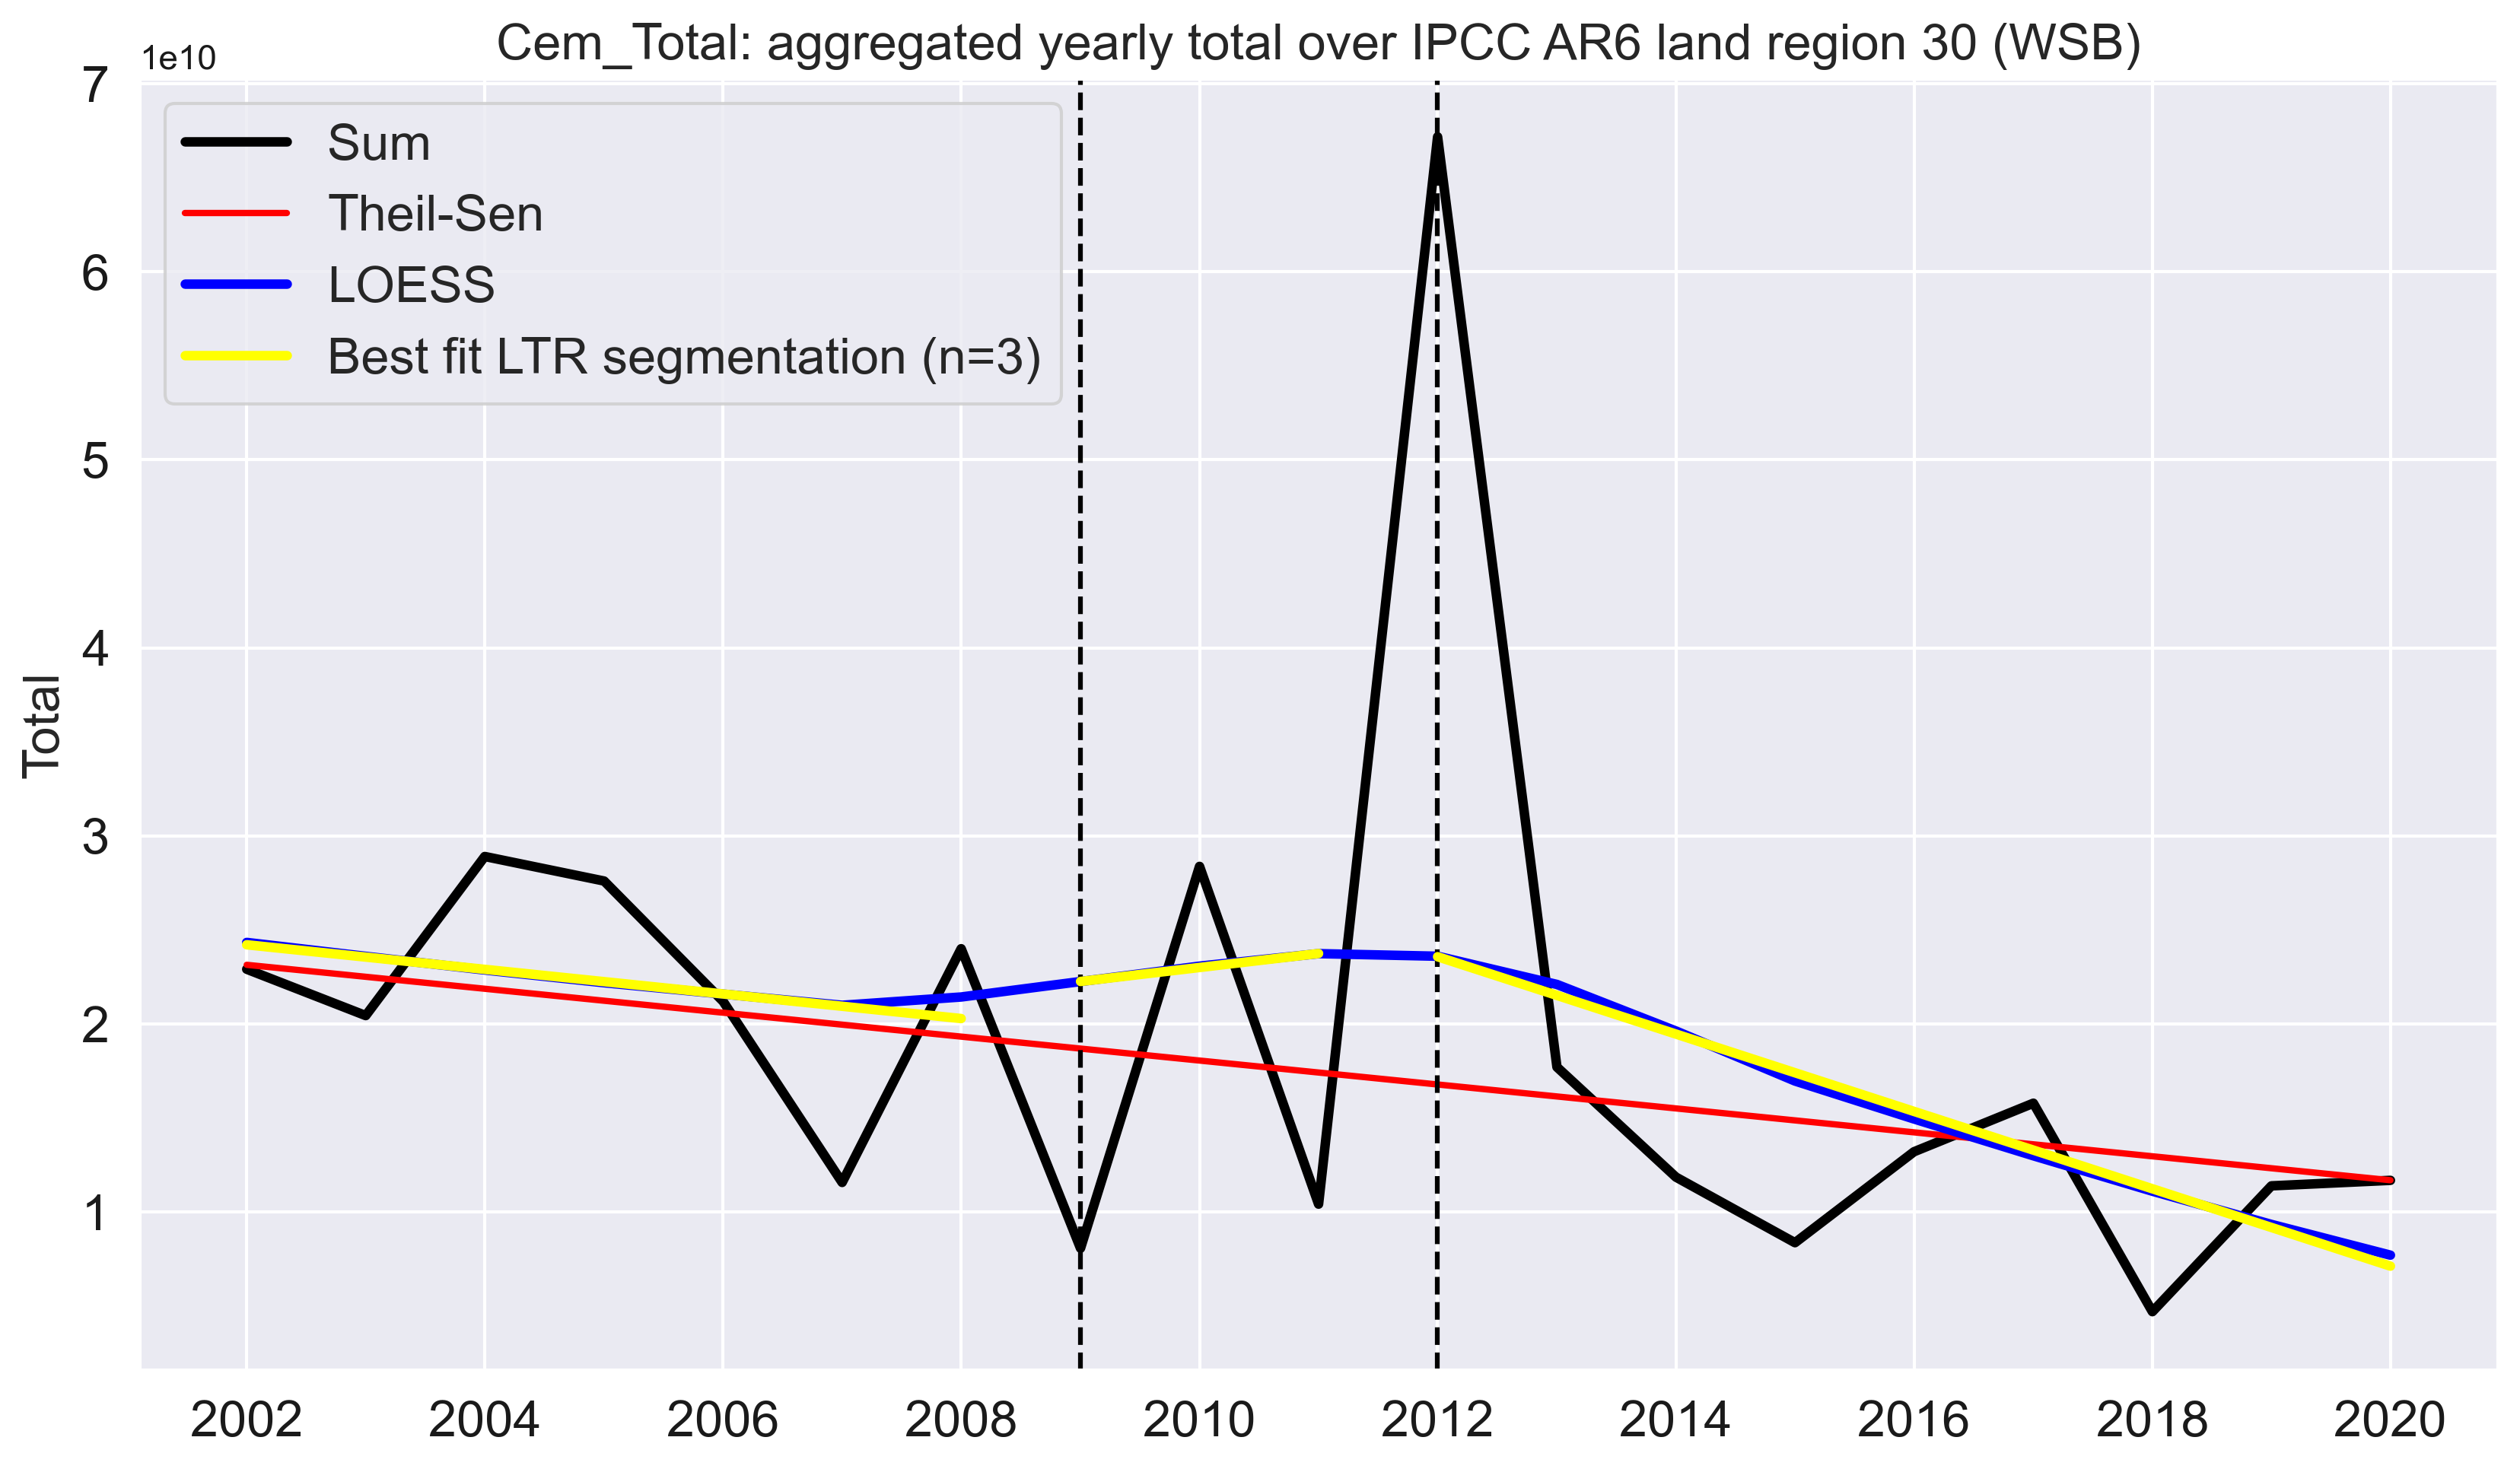 Cem_Total: aggregated yearly total over IPCC AR6 land region 30 (WSB)
1e10
7
6
5
4
3
2
1
Total
Sum
Theil-Sen
LOESS
Best fit LTR segmentation (n=3)
2002 2004 2006 2008 2010 2012 2014 2016 2018 2020